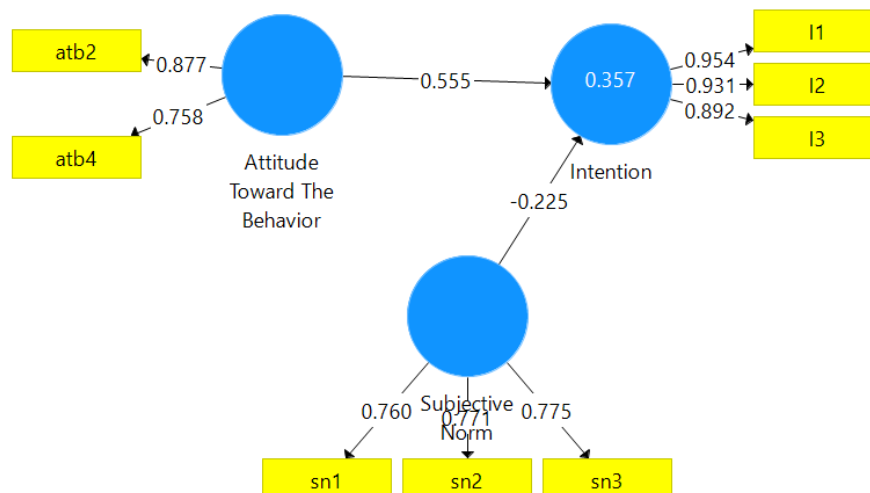 I1
atb2
0.877
0.954
0.555
0.357
0.931
I2
0.758
0.892
I3
atb4
Attitude
Toward The
Behavior
Intention
-0.225
Subjective
Norm
0.760
0.771
0.775
sn1
sn2
sn3